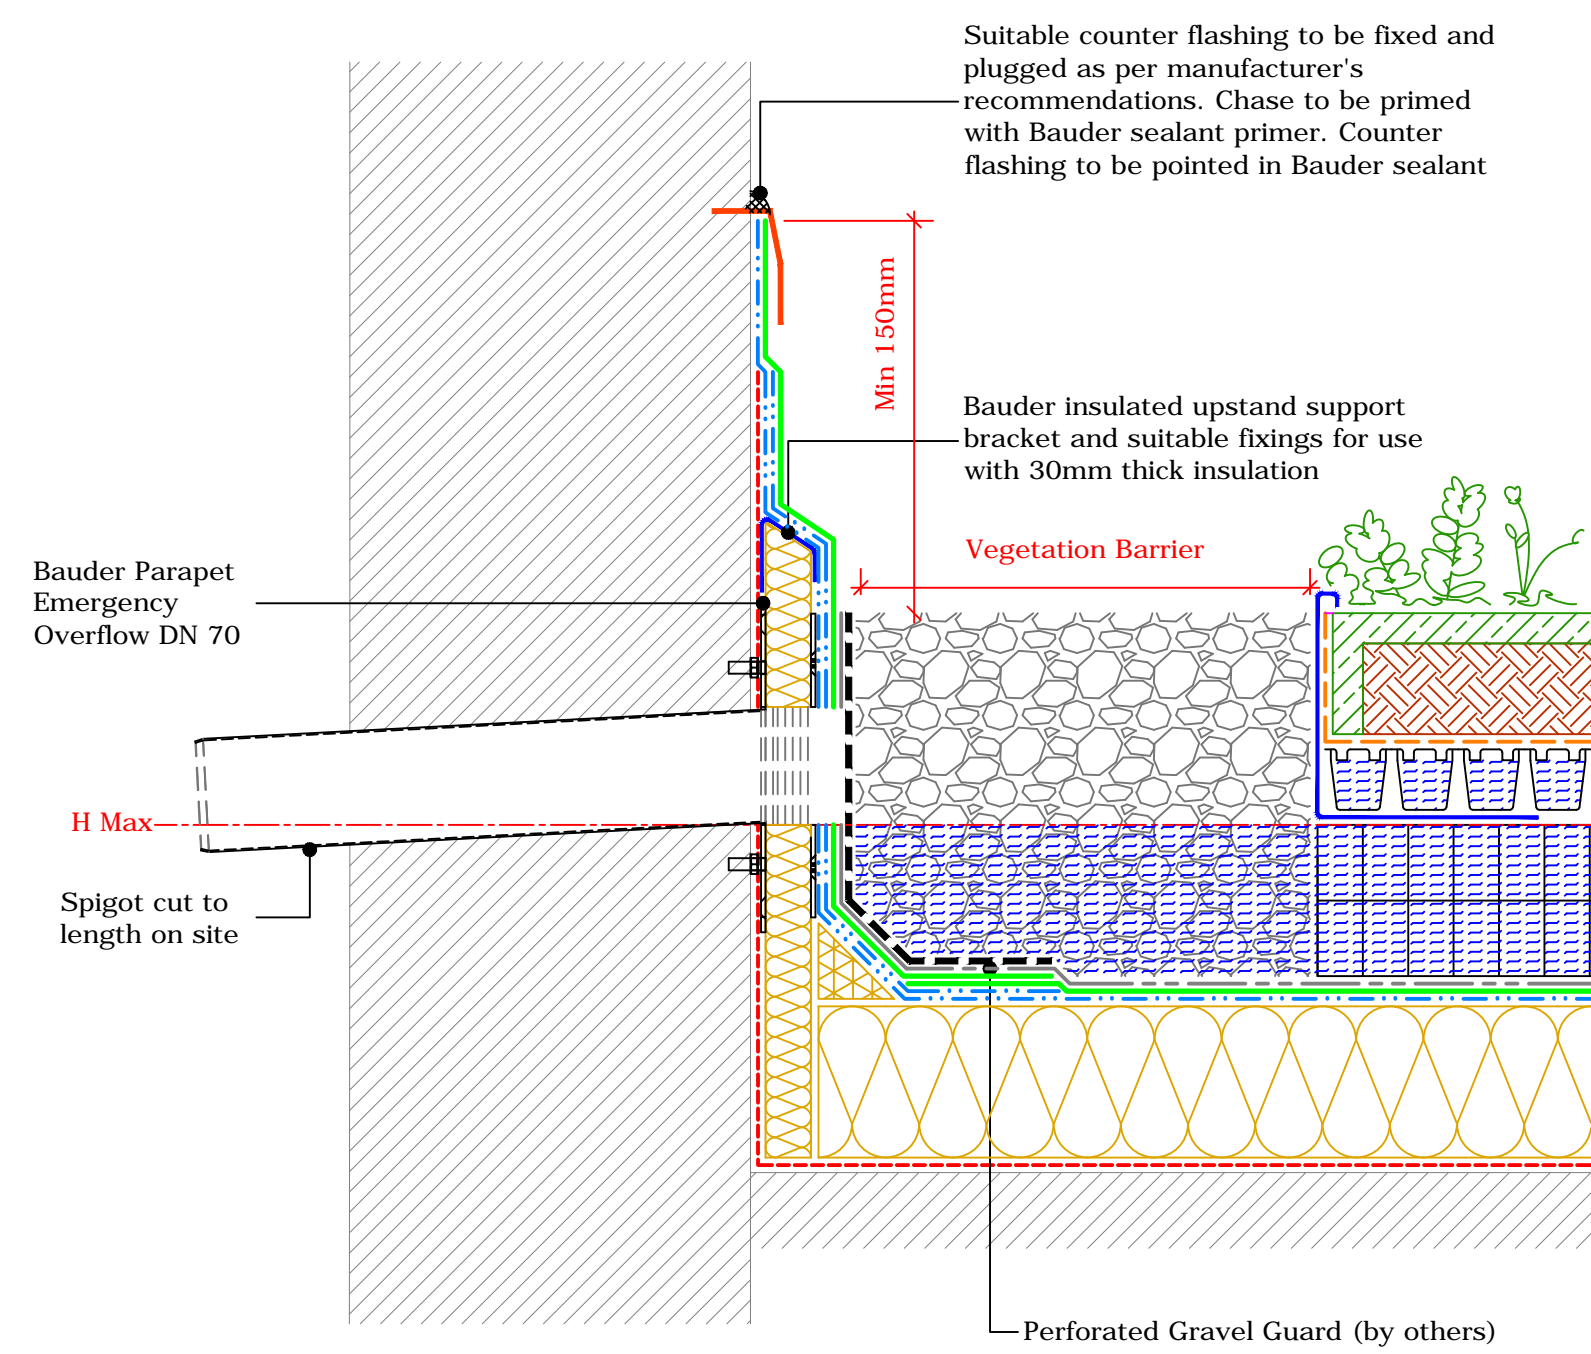 Suitable counter flashing to be fixed and
plugged as per manufacturer's
recommendations. Chase to be primed
with Bauder sealant primer. Counter
flashing to be pointed in Bauder sealant
Min 150mm
Bauder insulated upstand support
bracket and suitable fixings for use
with 30mm thick insulation
Vegetation Barrier
Bauder Parapet
Emergency
Overflow DN 70
H Max
Spigot cut to
length on site
Perforated Gravel Guard (by others)